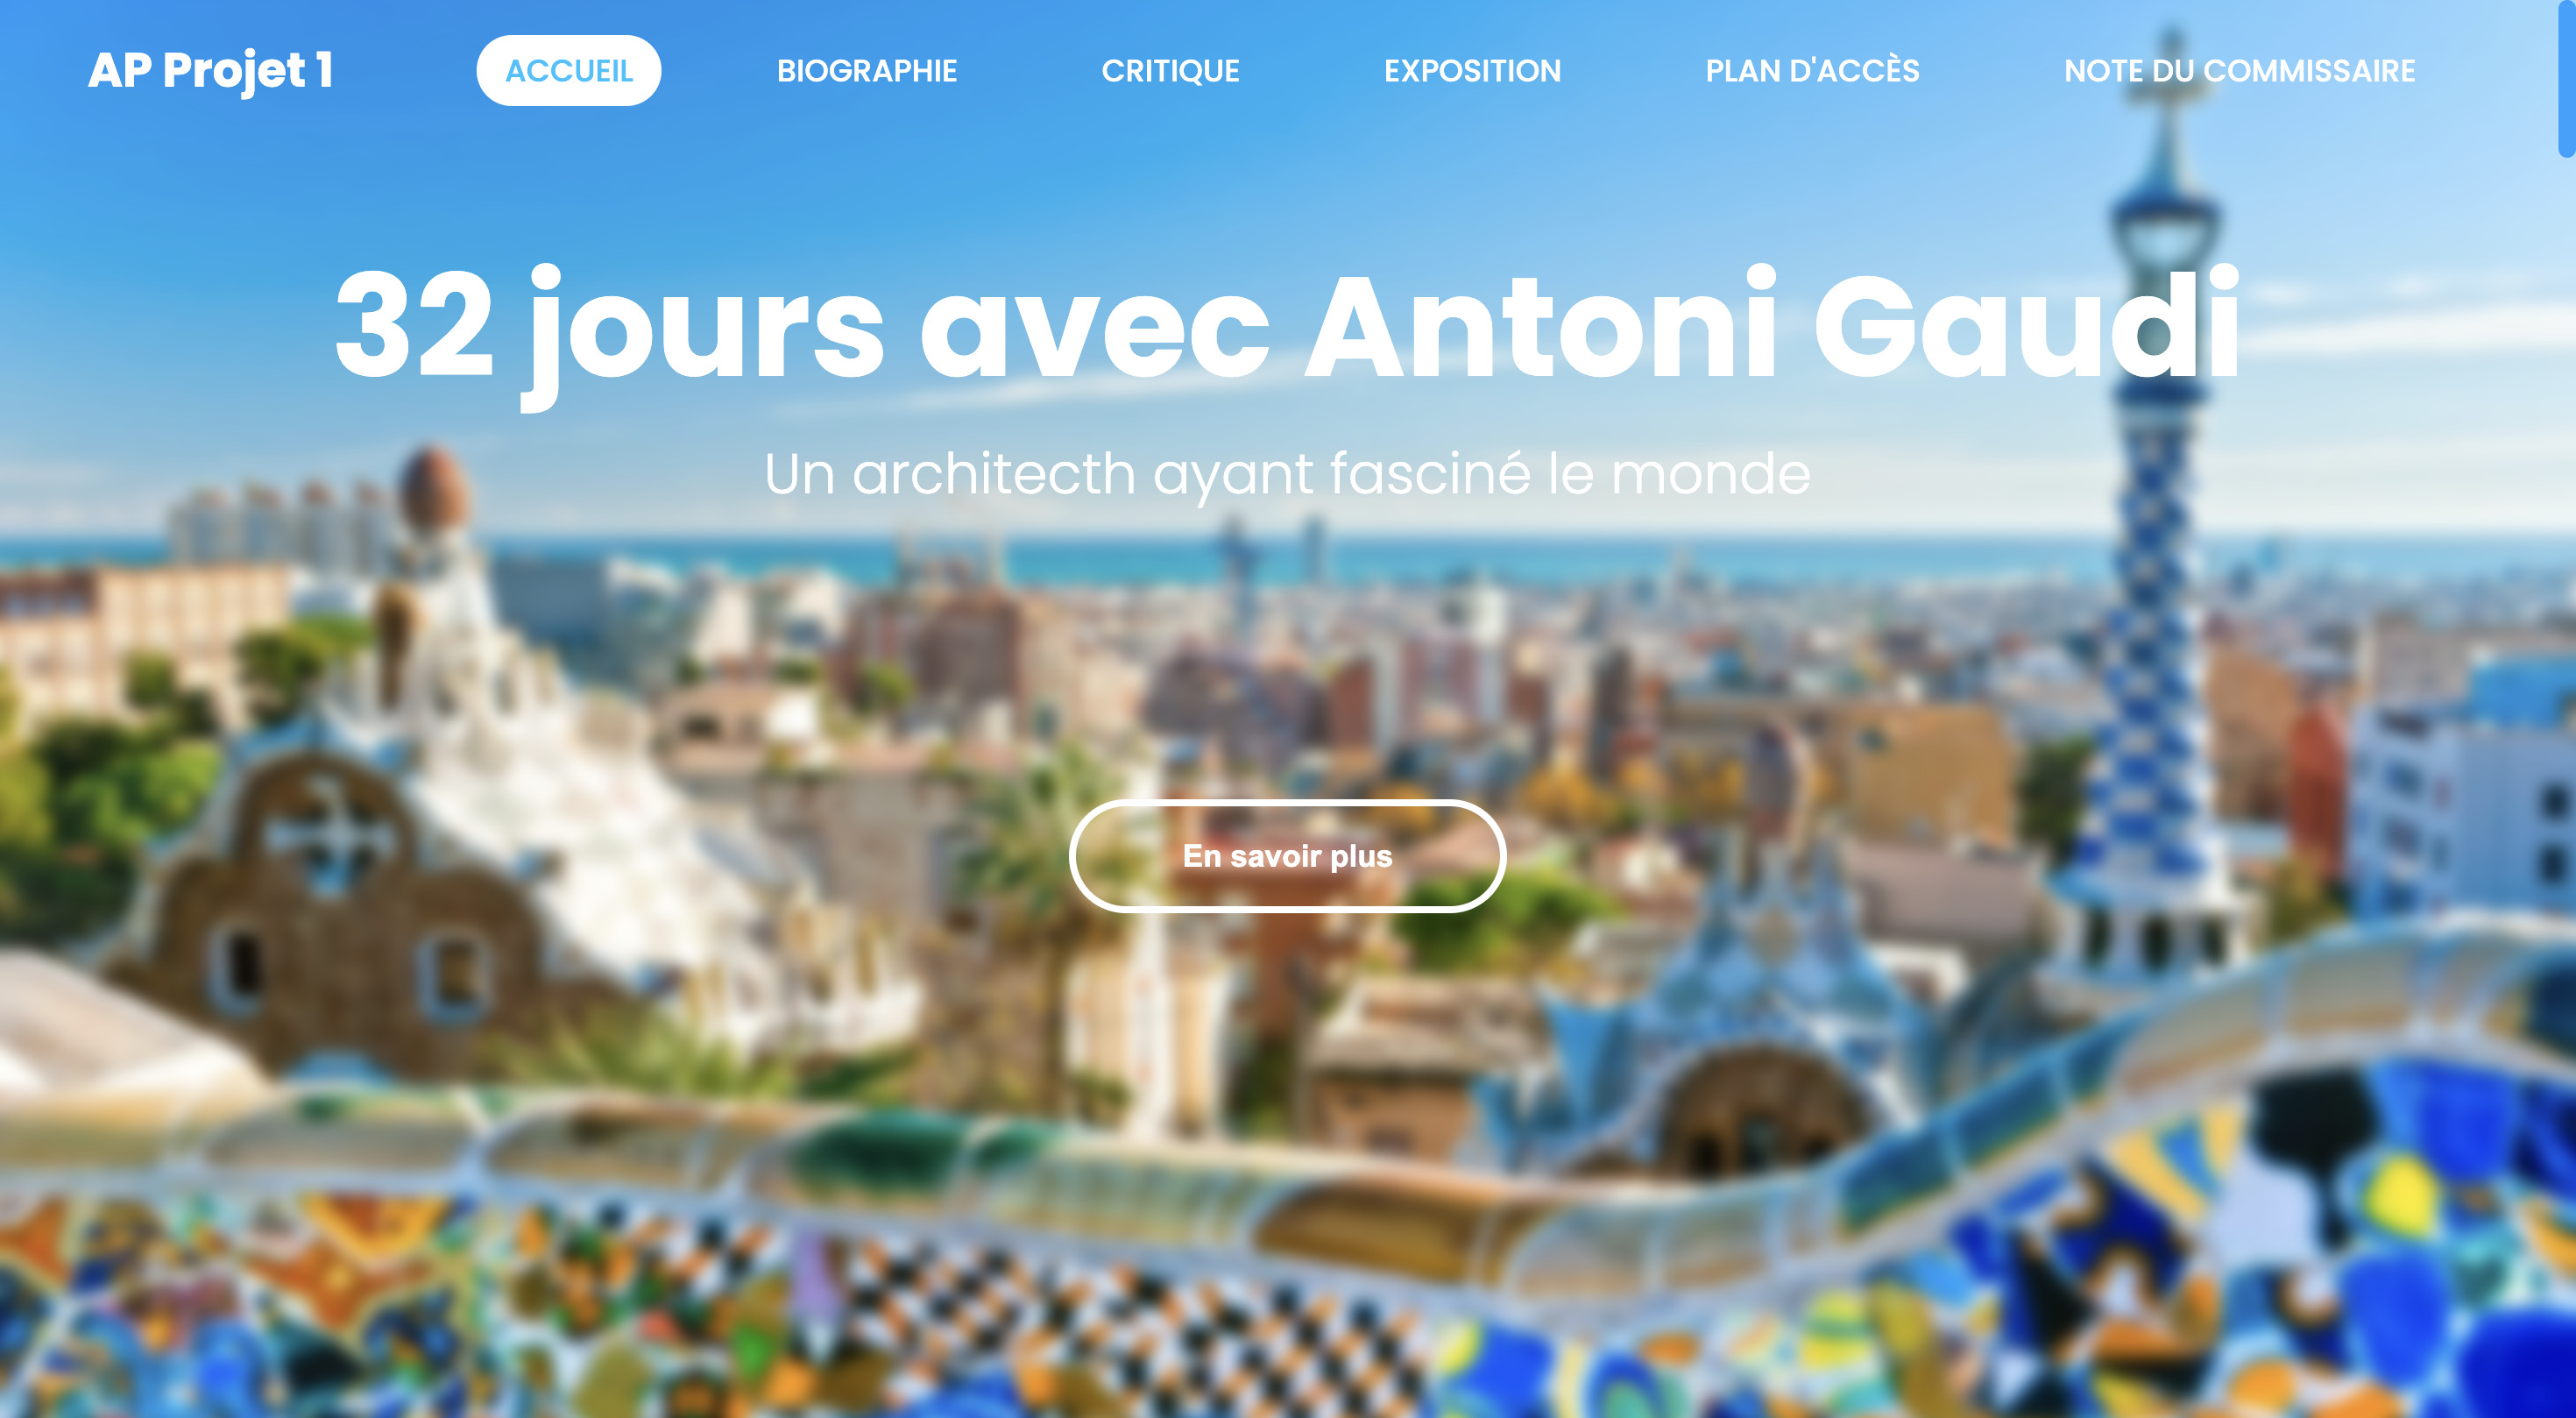 AP Projet 1
ACCUEIL
BIOGRAPHIE
CRITIQUE
EXPOSITION
PLAN D'ACCÈS
NOTE DU COMMISSAIRE
32 jours avec Antoni Gaudi
Un architecth ayant fasciné le monde
En savoir plus